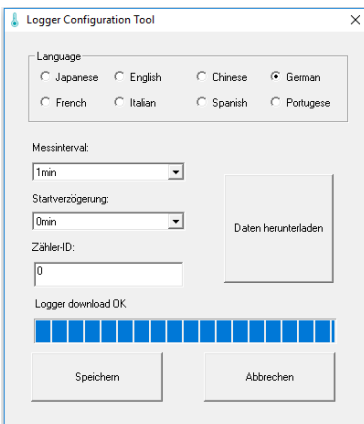 Logger Configuration Tool
Language
Japanese English Chinese German
French Italian Spanish Portugese
Messinterval:
1min
Startverzögerung:
0min
Daten herunterladen
Zähler-ID:
0
Logger download OK
Speichern Abbrechen